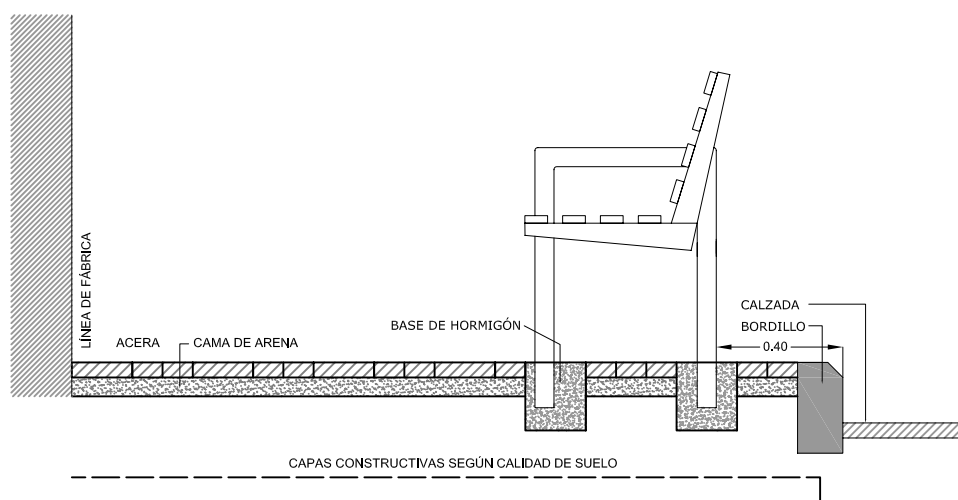 LÍNEA DE FÁBRICA
ACERA
CAMA DE ARENA
BASE DE HORMIGÓN
CALZADA
BORDILLO
0.40
CAPAS CONSTRUCTIVAS SEGÚN CALIDAD DE SUELO